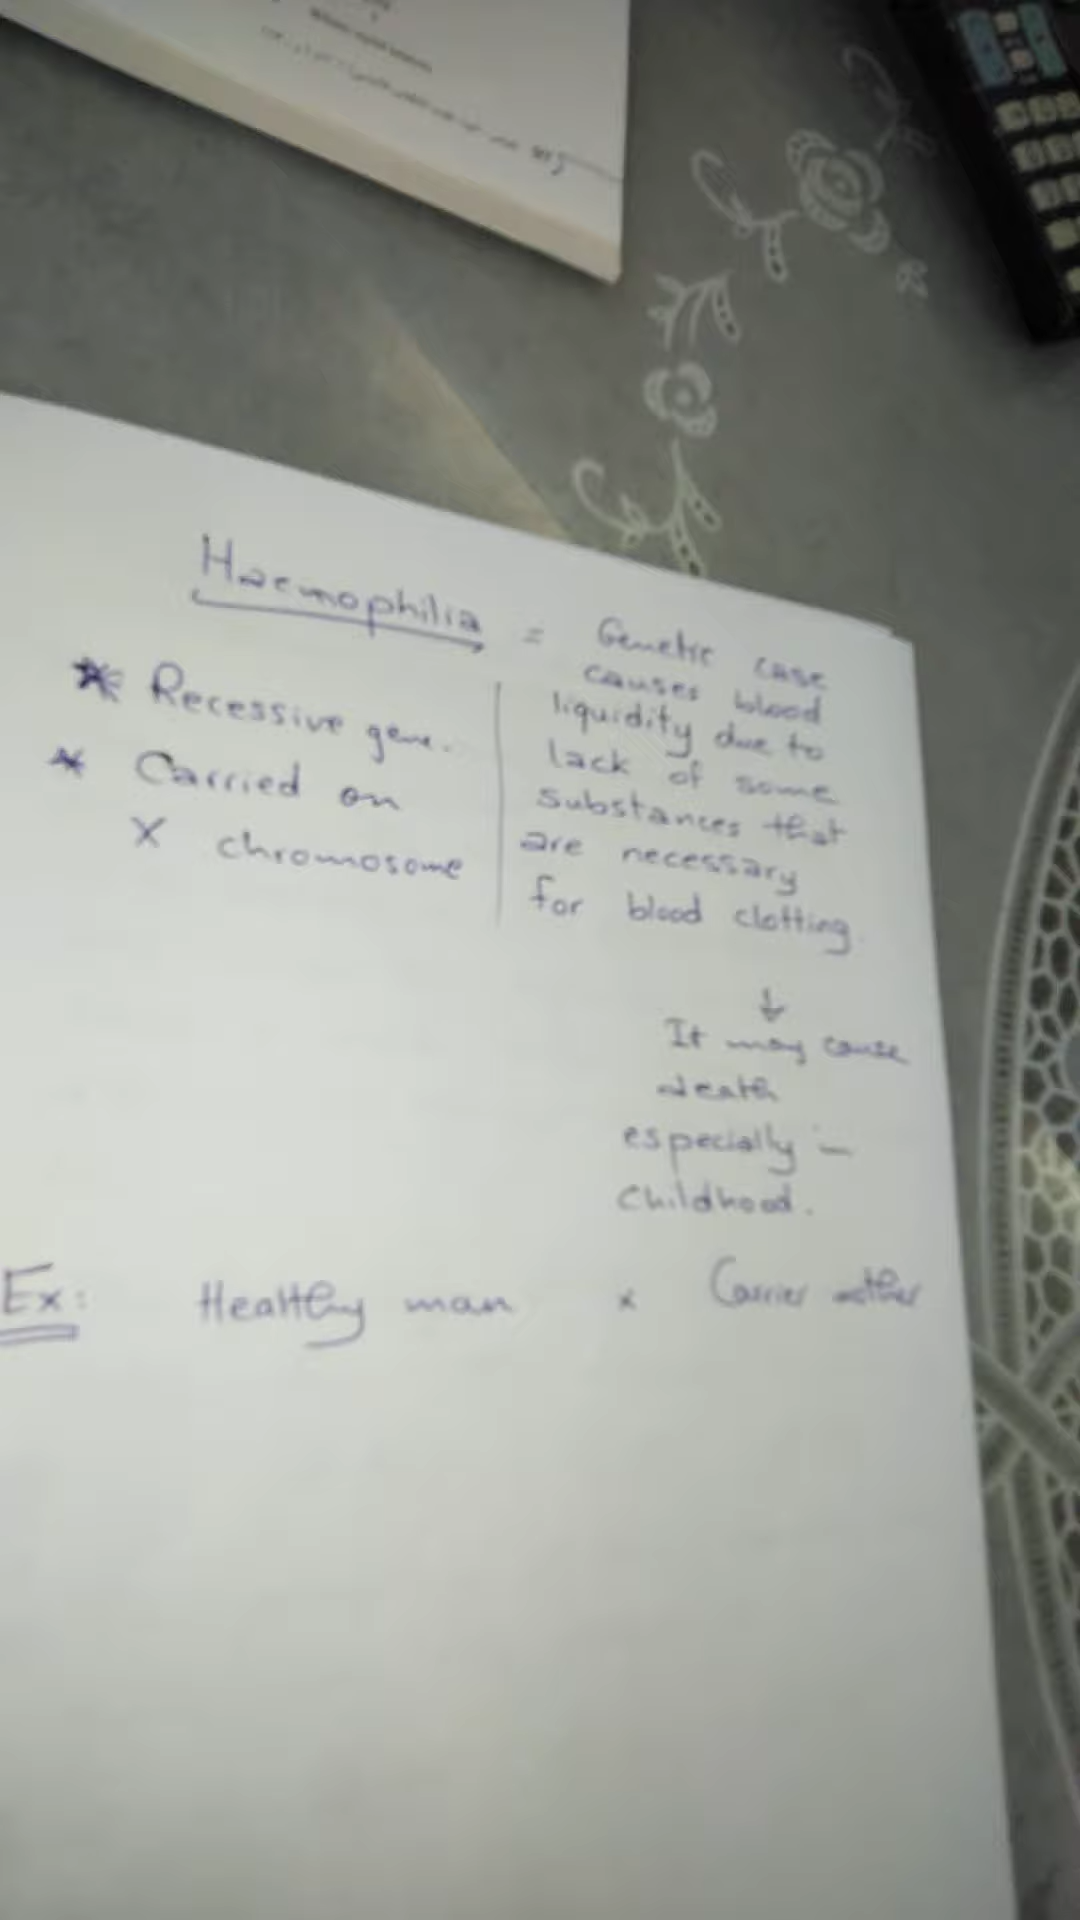 Haemophilia = Genetic case
causes blood
liquidity due to
lack of some
substances that
are necessary
for blood clotting.
* Recessive gene.
* Carried on
X chromosome
↓
It may cause
death
especially in
childhood.
Ex: Healthy man × Carrier mother